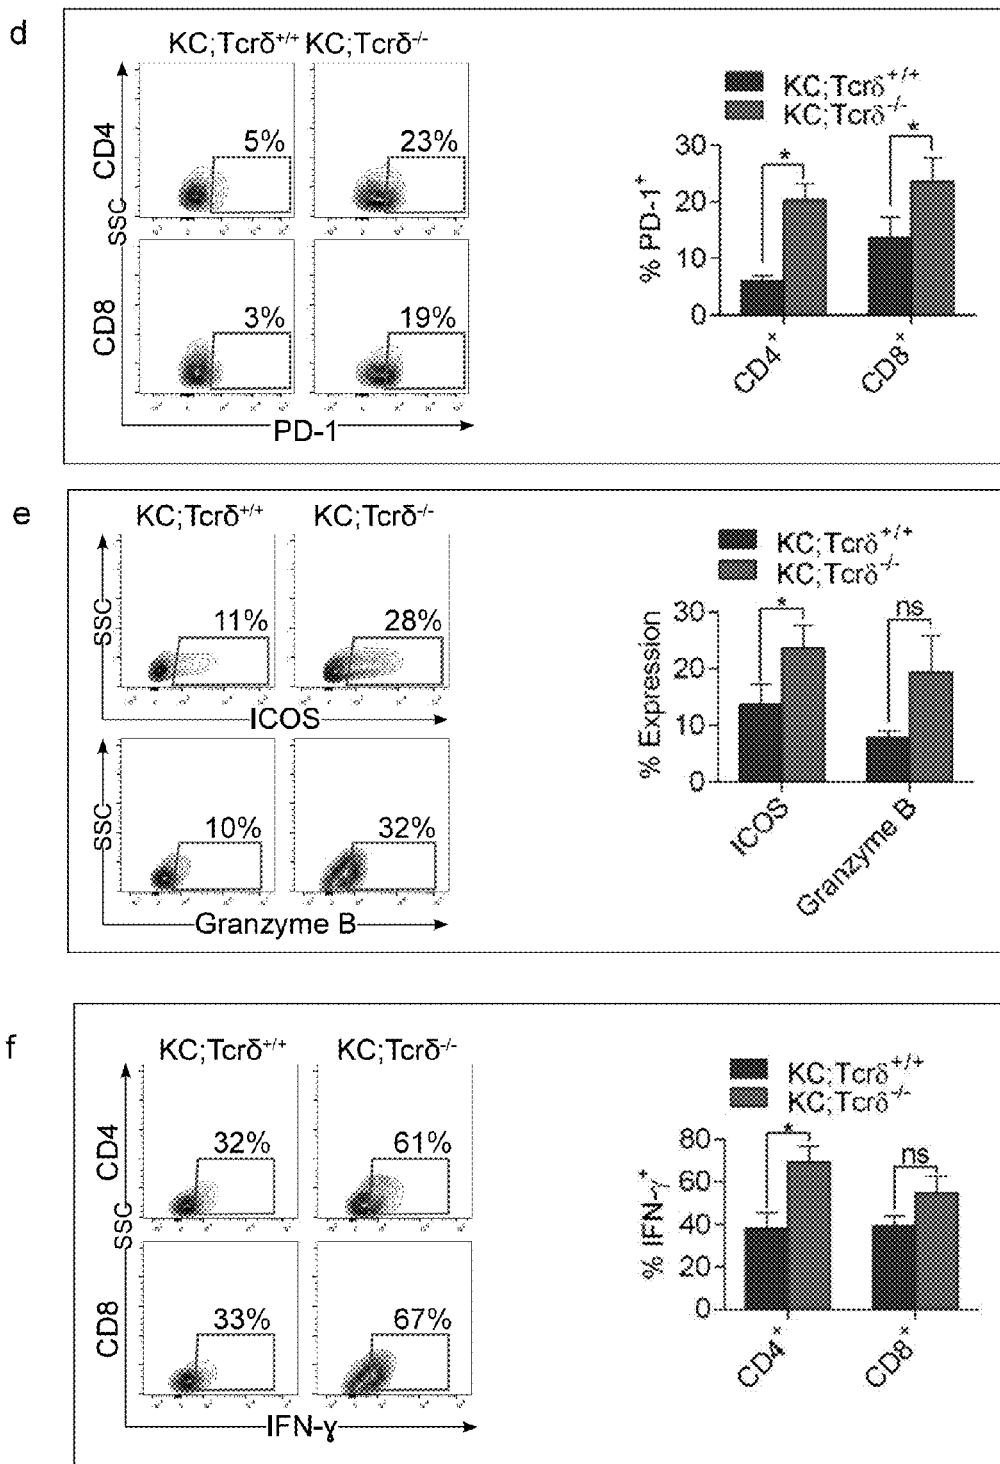 d
KC;Tcrδ+/+ KC;Tcrδ-/-
CD4
5%
23%
SSC
CD8
3%
19%
PD-1
KC;Tcrδ+/+
KC;Tcrδ-/-
% PD-1+
30
20
10
0
*
*
CD4+
CD8+
e
KC;Tcrδ+/+ KC;Tcrδ-/-
SSC
11%
28%
ICOS
SSC
10%
32%
Granzyme B
KC;Tcrδ+/+
KC;Tcrδ-/-
% Expression
30
20
10
0
*
ns
ICOS
Granzyme B
f
KC;Tcrδ+/+ KC;Tcrδ-/-
CD4
32%
61%
SSC
CD8
33%
67%
IFN-γ
KC;Tcrδ+/+
KC;Tcrδ-/-
% IFN-γ+
80
60
40
20
0
*
ns
CD4+
CD8+